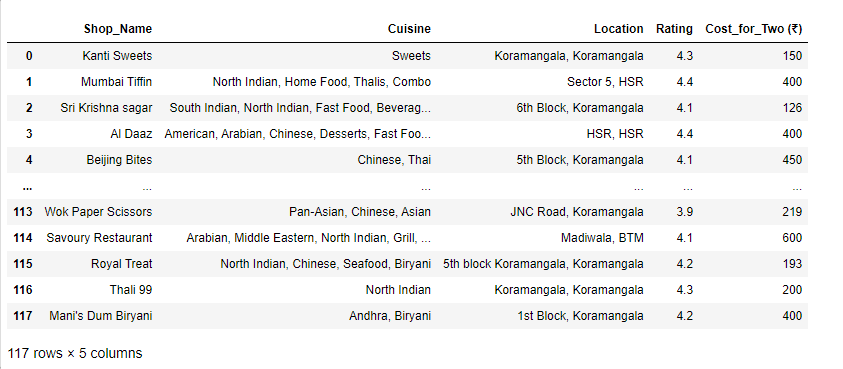 Shop_Name Cuisine Location Rating Cost_for_Two (₹)
0 Kanti Sweets Sweets Koramangala, Koramangala 4.3 150
1 Mumbai Tiffin North Indian, Home Food, Thalis, Combo Sector 5, HSR 4.4 400
2 Sri Krishna sagar South Indian, North Indian, Fast Food, Beverag... 6th Block, Koramangala 4.1 126
3 Al Daaz American, Arabian, Chinese, Desserts, Fast Foo... HSR, HSR 4.4 400
4 Beijing Bites Chinese, Thai 5th Block, Koramangala 4.1 450
... ... ... ... ... ...
113 Wok Paper Scissors Pan-Asian, Chinese, Asian JNC Road, Koramangala 3.9 219
114 Savoury Restaurant Arabian, Middle Eastern, North Indian, Grill, ... Madiwala, BTM 4.1 600
115 Royal Treat North Indian, Chinese, Seafood, Biryani 5th block Koramangala, Koramangala 4.2 193
116 Thali 99 North Indian Koramangala, Koramangala 4.3 200
117 Mani's Dum Biryani Andhra, Biryani 1st Block, Koramangala 4.2 400
117 rows × 5 columns